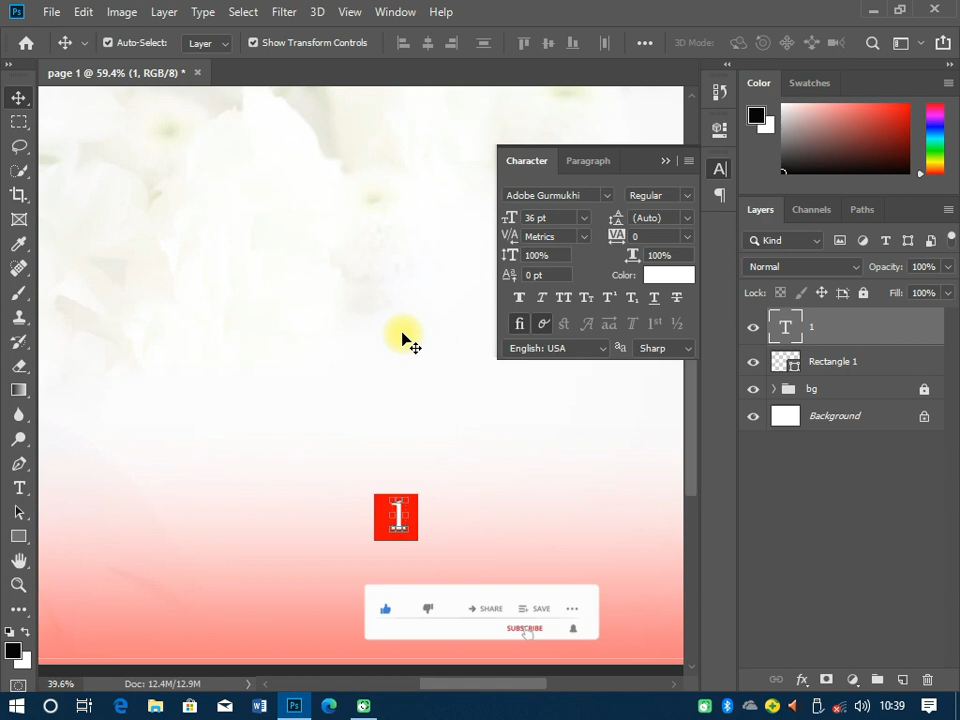 Ps File Edit Image Layer Type Select Filter 3D View Window Help
Auto-Select: Layer Show Transform Controls 3D Mode:
page 1 @ 59.4% (1, RGB/8) *
Color Swatches
Character Paragraph
Adobe Gurmukhi Regular
36 pt (Auto)
Metrics 0
100% 100%
0 pt Color:
English: USA Sharp
Layers Channels Paths
Kind
Normal Opacity: 100%
Lock: Fill: 100%
1
Rectangle 1
bg
Background
1
SHARE SAVE
SUBSCRIBE
39.6% Doc: 12.4M/12.9M
10:39